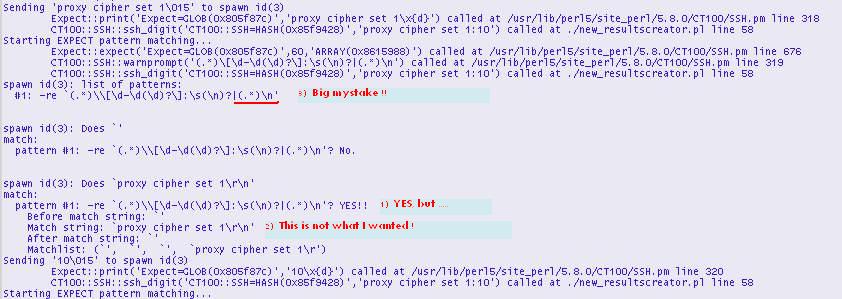 Sending 'proxy cipher set 1\015' to spawn id(3)
Expect::print('Expect=GLOB(0x805f87c)','proxy cipher set 1\x{d}') called at /usr/lib/perl5/site_perl/5.8.0/CT100/SSH.pm line 318
CT100::SSH::ssh_digit('CT100::SSH=HASH(0x85f9428)','proxy cipher set 1:10') called at ./new_resultscreator.pl line 58
Starting EXPECT pattern matching...
Expect::expect('Expect=GLOB(0x805f87c)',60,'ARRAY(0x8615988)') called at /usr/lib/perl5/site_perl/5.8.0/CT100/SSH.pm line 676
CT100::SSH::warnprompt('(.*)\[\d-\d(\d)?\]:\s(\n)?|(.*)\n') called at /usr/lib/perl5/site_perl/5.8.0/CT100/SSH.pm line 319
CT100::SSH::ssh_digit('CT100::SSH=HASH(0x85f9428)','proxy cipher set 1:10') called at ./new_resultscreator.pl line 58
spawn id(3): list of patterns:
#1: -re `(.*)\\[\d-\d(\d)?\]:\s(\n)?|(.*)\n' 3) Big mystake !!
spawn id(3): Does `'
match:
pattern #1: -re `(.*)\\[\d-\d(\d)?\]:\s(\n)?|(.*)\n'? No.
spawn id(3): Does `proxy cipher set 1\r\n'
match:
pattern #1: -re `(.*)\\[\d-\d(\d)?\]:\s(\n)?|(.*)\n'? YES!! 1) YES, but .....
Before match string: `'
Match string: `proxy cipher set 1\r\n' 2) This is not what I wanted !
After match string: `'
Matchlist: (`', `', `', `proxy cipher set 1\r')
Sending '10\015' to spawn id(3)
Expect::print('Expect=GLOB(0x805f87c)','10\x{d}') called at /usr/lib/perl5/site_perl/5.8.0/CT100/SSH.pm line 320
CT100::SSH::ssh_digit('CT100::SSH=HASH(0x85f9428)','proxy cipher set 1:10') called at ./new_resultscreator.pl line 58
Starting EXPECT pattern matching...